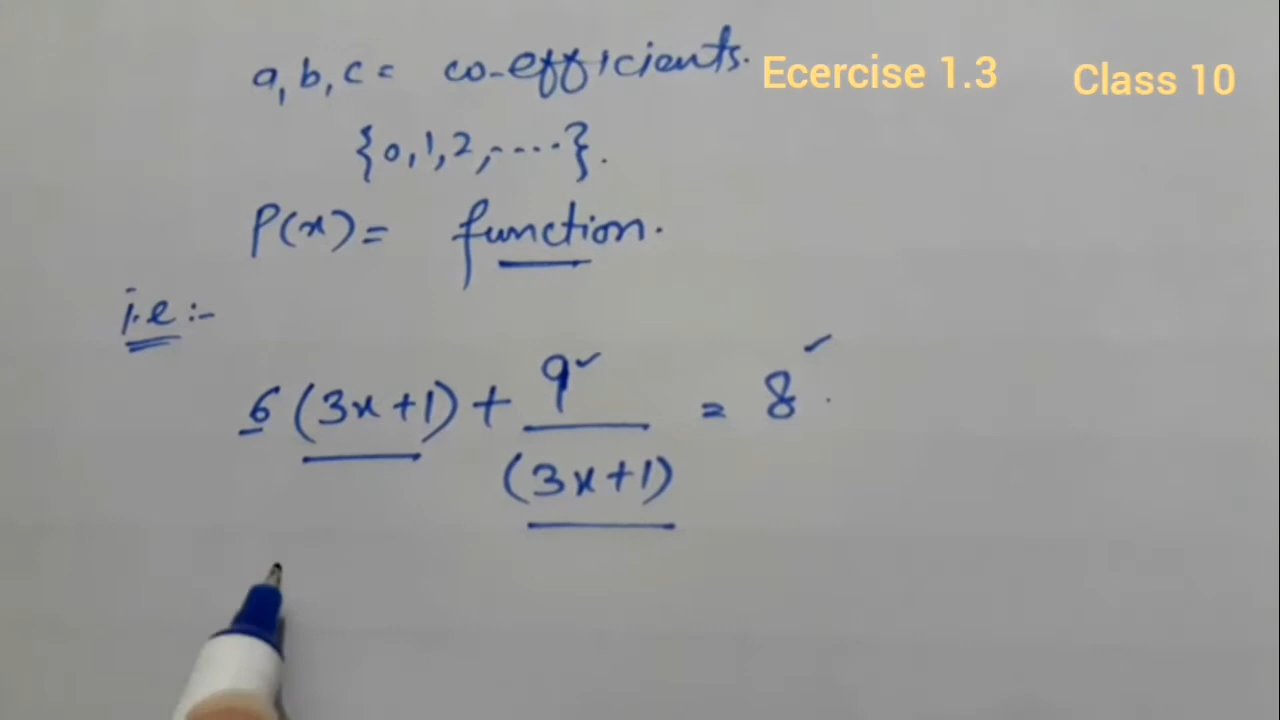 a, b, c = co-efficients.
Ecercise 1.3 Class 10
{0,1,2,.....}.
P(x) = function.
i.e :-
6 (3x+1) + 9/(3x+1) = 8.